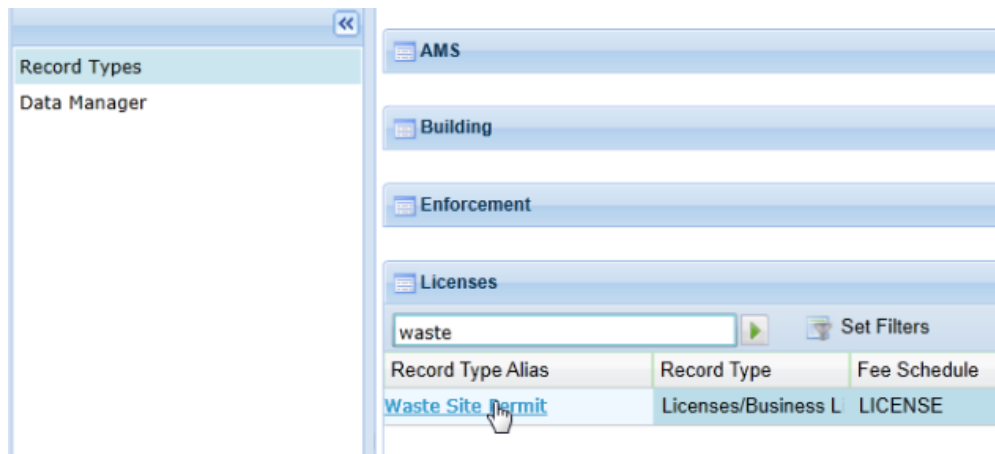 Record Types
Data Manager
AMS
Building
Enforcement
Licenses
waste
Set Filters
Record Type Alias Record Type Fee Schedule
Waste Site Permit Licenses/Business Li LICENSE